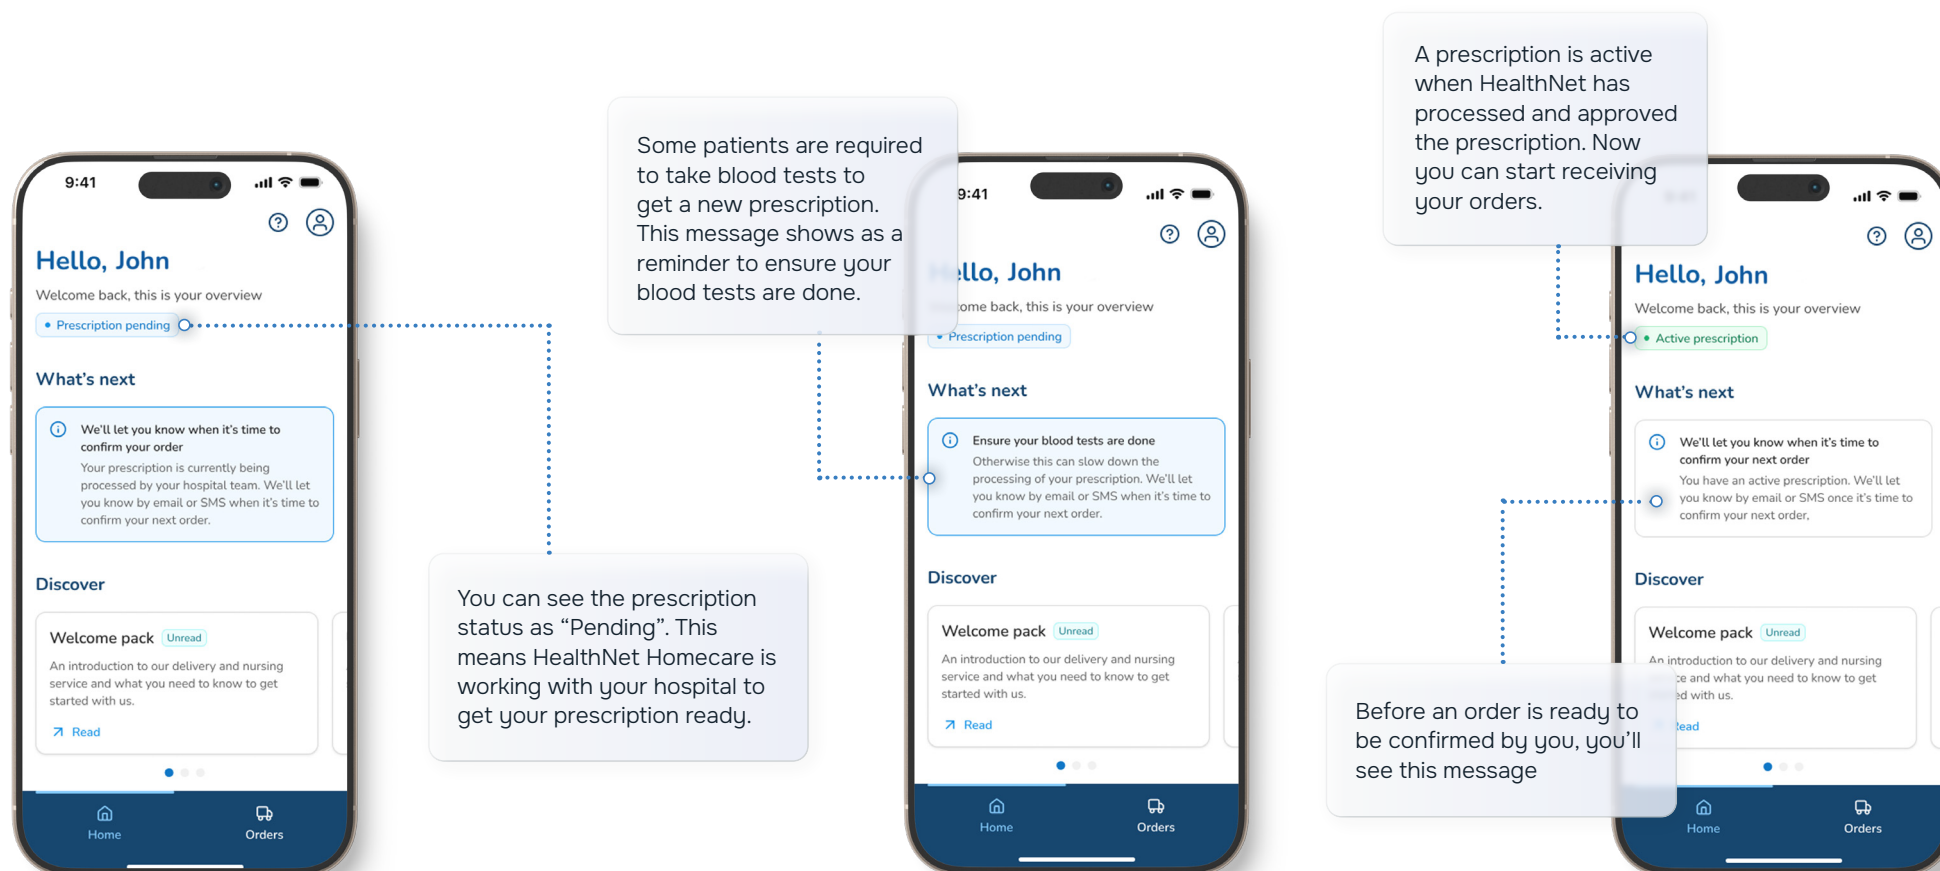 9:41
Hello, John
Welcome back, this is your overview
Prescription pending
What's next
We'll let you know when it's time to
confirm your order
Your prescription is currently being
processed by your hospital team. We'll let
you know by email or SMS when it's time to
confirm your next order.
Discover
Welcome pack Unread
An introduction to our delivery and nursing
service and what you need to know to get
started with us.
Read
Home Orders
You can see the prescription
status as “Pending”. This
means HealthNet Homecare is
working with your hospital to
get your prescription ready.
Some patients are required
to take blood tests to
get a new prescription.
This message shows as a
reminder to ensure your
blood tests are done.
9:41
ello, John
come back, this is your overview
Prescription pending
What's next
Ensure your blood tests are done
Otherwise this can slow down the
processing of your prescription. We'll let
you know by email or SMS when it's time to
confirm your next order.
Discover
Welcome pack Unread
An introduction to our delivery and nursing
service and what you need to know to get
started with us.
Read
Home Orders
A prescription is active
when HealthNet has
processed and approved
the prescription. Now
you can start receiving
your orders.
Hello, John
Welcome back, this is your overview
Active prescription
What's next
We'll let you know when it's time to
confirm your next order
You have an active prescription. We'll let
you know by email or SMS once it's time to
confirm your next order,
Discover
Welcome pack Unread
An introduction to our delivery and nursing
ce and what you need to know to get
ed with us.
ead
Home Orders
Before an order is ready to
be confirmed by you, you'll
see this message